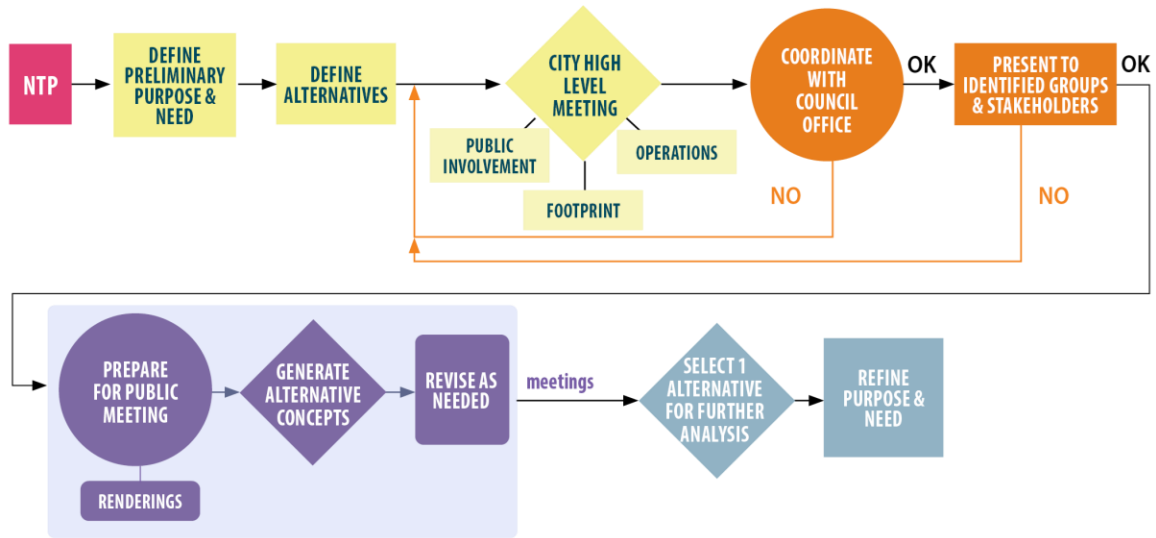 NTP
DEFINE
PRELIMINARY
PURPOSE &
NEED
DEFINE
ALTERNATIVES
CITY HIGH
LEVEL
MEETING
PUBLIC
INVOLVEMENT
FOOTPRINT
OPERATIONS
COORDINATE
WITH
COUNCIL
OFFICE
OK
NO
PRESENT TO
IDENTIFIED GROUPS
& STAKEHOLDERS
OK
NO
PREPARE
FOR PUBLIC
MEETING
RENDERINGS
GENERATE
ALTERNATIVE
CONCEPTS
REVISE AS
NEEDED
meetings
SELECT 1
ALTERNATIVE
FOR FURTHER
ANALYSIS
REFINE
PURPOSE &
NEED